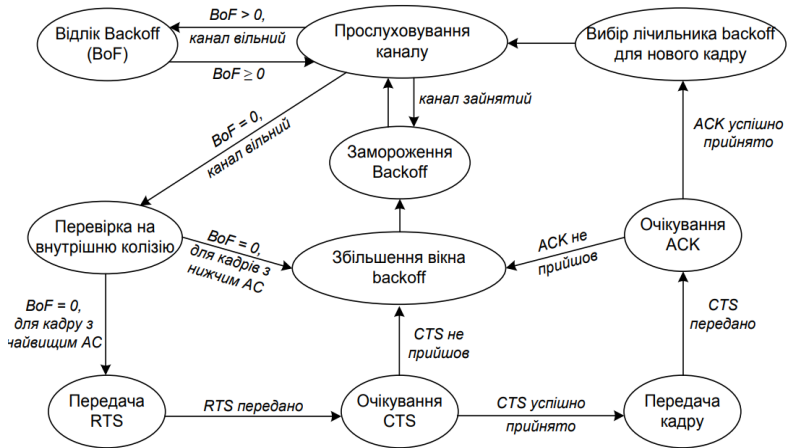 Відлік Backoff
(BoF)
BoF > 0,
канал вільний
BoF ≥ 0
Прослуховування
каналу
Вибір лічильника backoff
для нового кадру
канал зайнятий
BoF = 0,
канал вільний
Замороження
Backoff
ACK успішно
прийнято
Перевірка на
внутрішню колізію
BoF = 0,
для кадрів з
нижчим AC
Збільшення вікна
backoff
ACK не
прийшов
Очікування
ACK
BoF = 0,
для кадру з
найвищим AC
CTS не
прийшов
CTS
передано
Передача
RTS
RTS передано
Очікування
CTS
CTS успішно
прийнято
Передача
кадру